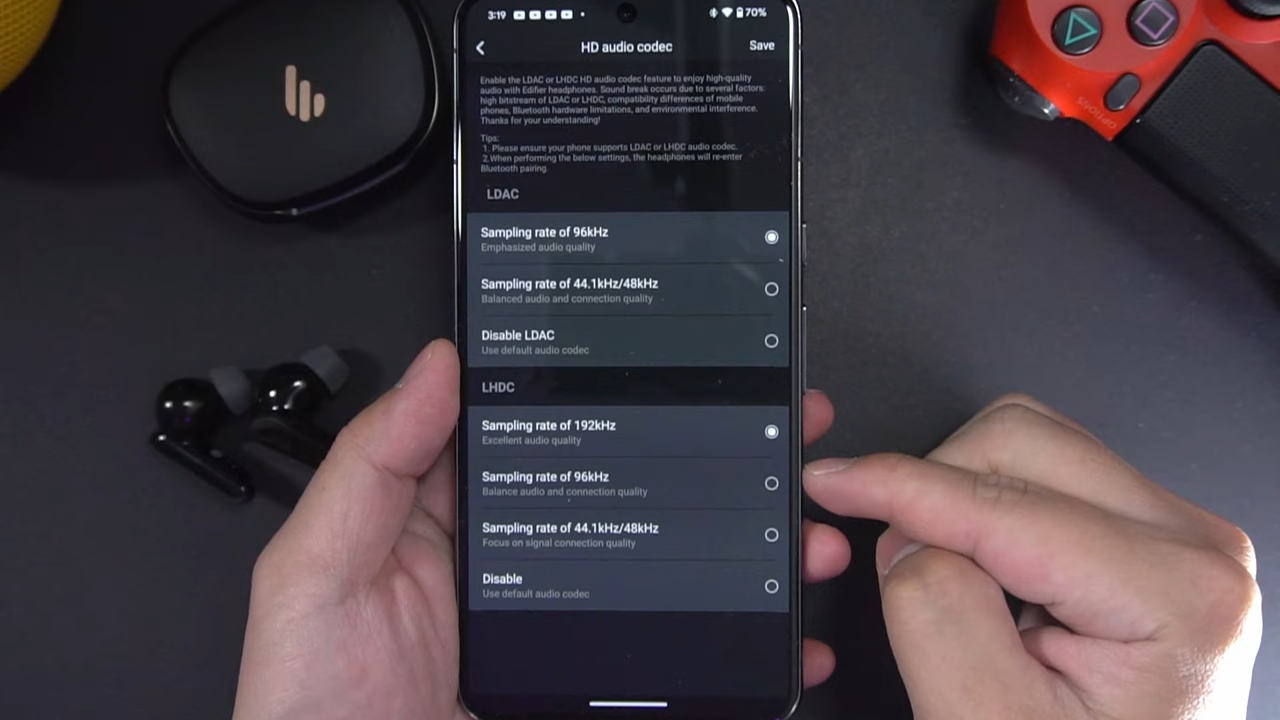 3:19
70%
HD audio codec
Save
Enable the LDAC or LHDC HD audio codec feature to enjoy high-quality
audio with Edifier headphones. Sound break occurs due to several factors:
high bitstream of LDAC or LHDC, compatibility differences of mobile
phones, Bluetooth hardware limitations, and environmental interference.
Thanks for your understanding!
Tips:
1. Please ensure your phone supports LDAC or LHDC audio codec.
2.When performing the below settings, the headphones will re-enter
Bluetooth pairing.
LDAC
Sampling rate of 96kHz
Emphasized audio quality
Sampling rate of 44.1kHz/48kHz
Balanced audio and connection quality
Disable LDAC
Use default audio codec
LHDC
Sampling rate of 192kHz
Excellent audio quality
Sampling rate of 96kHz
Balance audio and connection quality
Sampling rate of 44.1kHz/48kHz
Focus on signal connection quality
Disable
Use default audio codec
OPTIONS